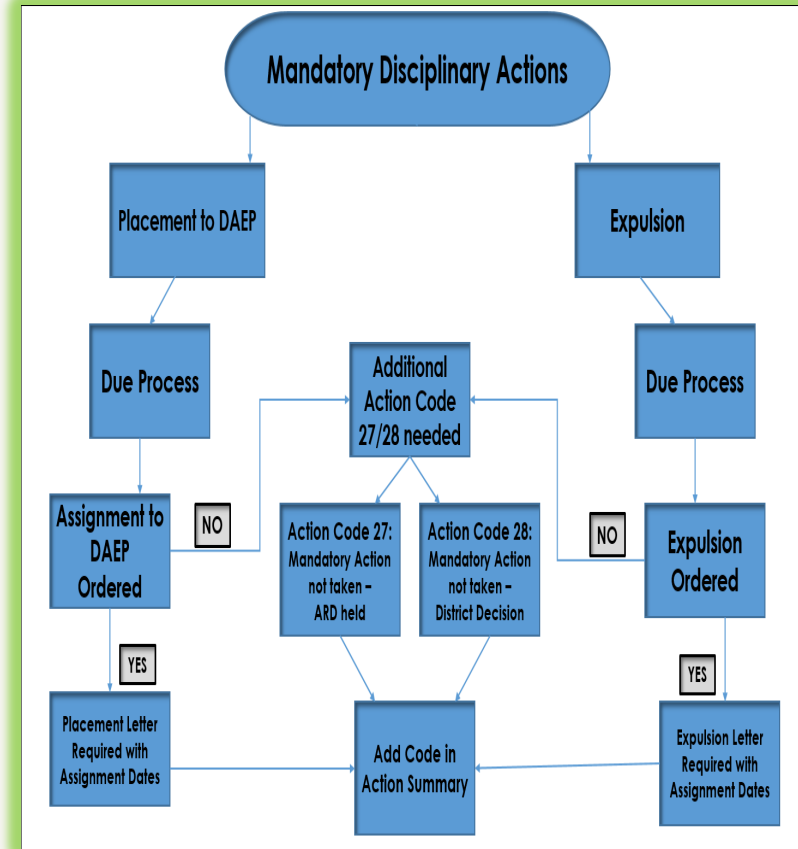 Mandatory Disciplinary Actions
Placement to DAEP
Expulsion
Due Process
Additional
Action Code
27/28 needed
Due Process
Assignment to
DAEP
Ordered
NO
Action Code 27:
Mandatory Action
not taken –
ARD held
Action Code 28:
Mandatory Action
not taken –
District Decision
NO
Expulsion
Ordered
YES
YES
Placement Letter
Required with
Assignment Dates
Add Code in
Action Summary
Expulsion Letter
Required with
Assignment Dates